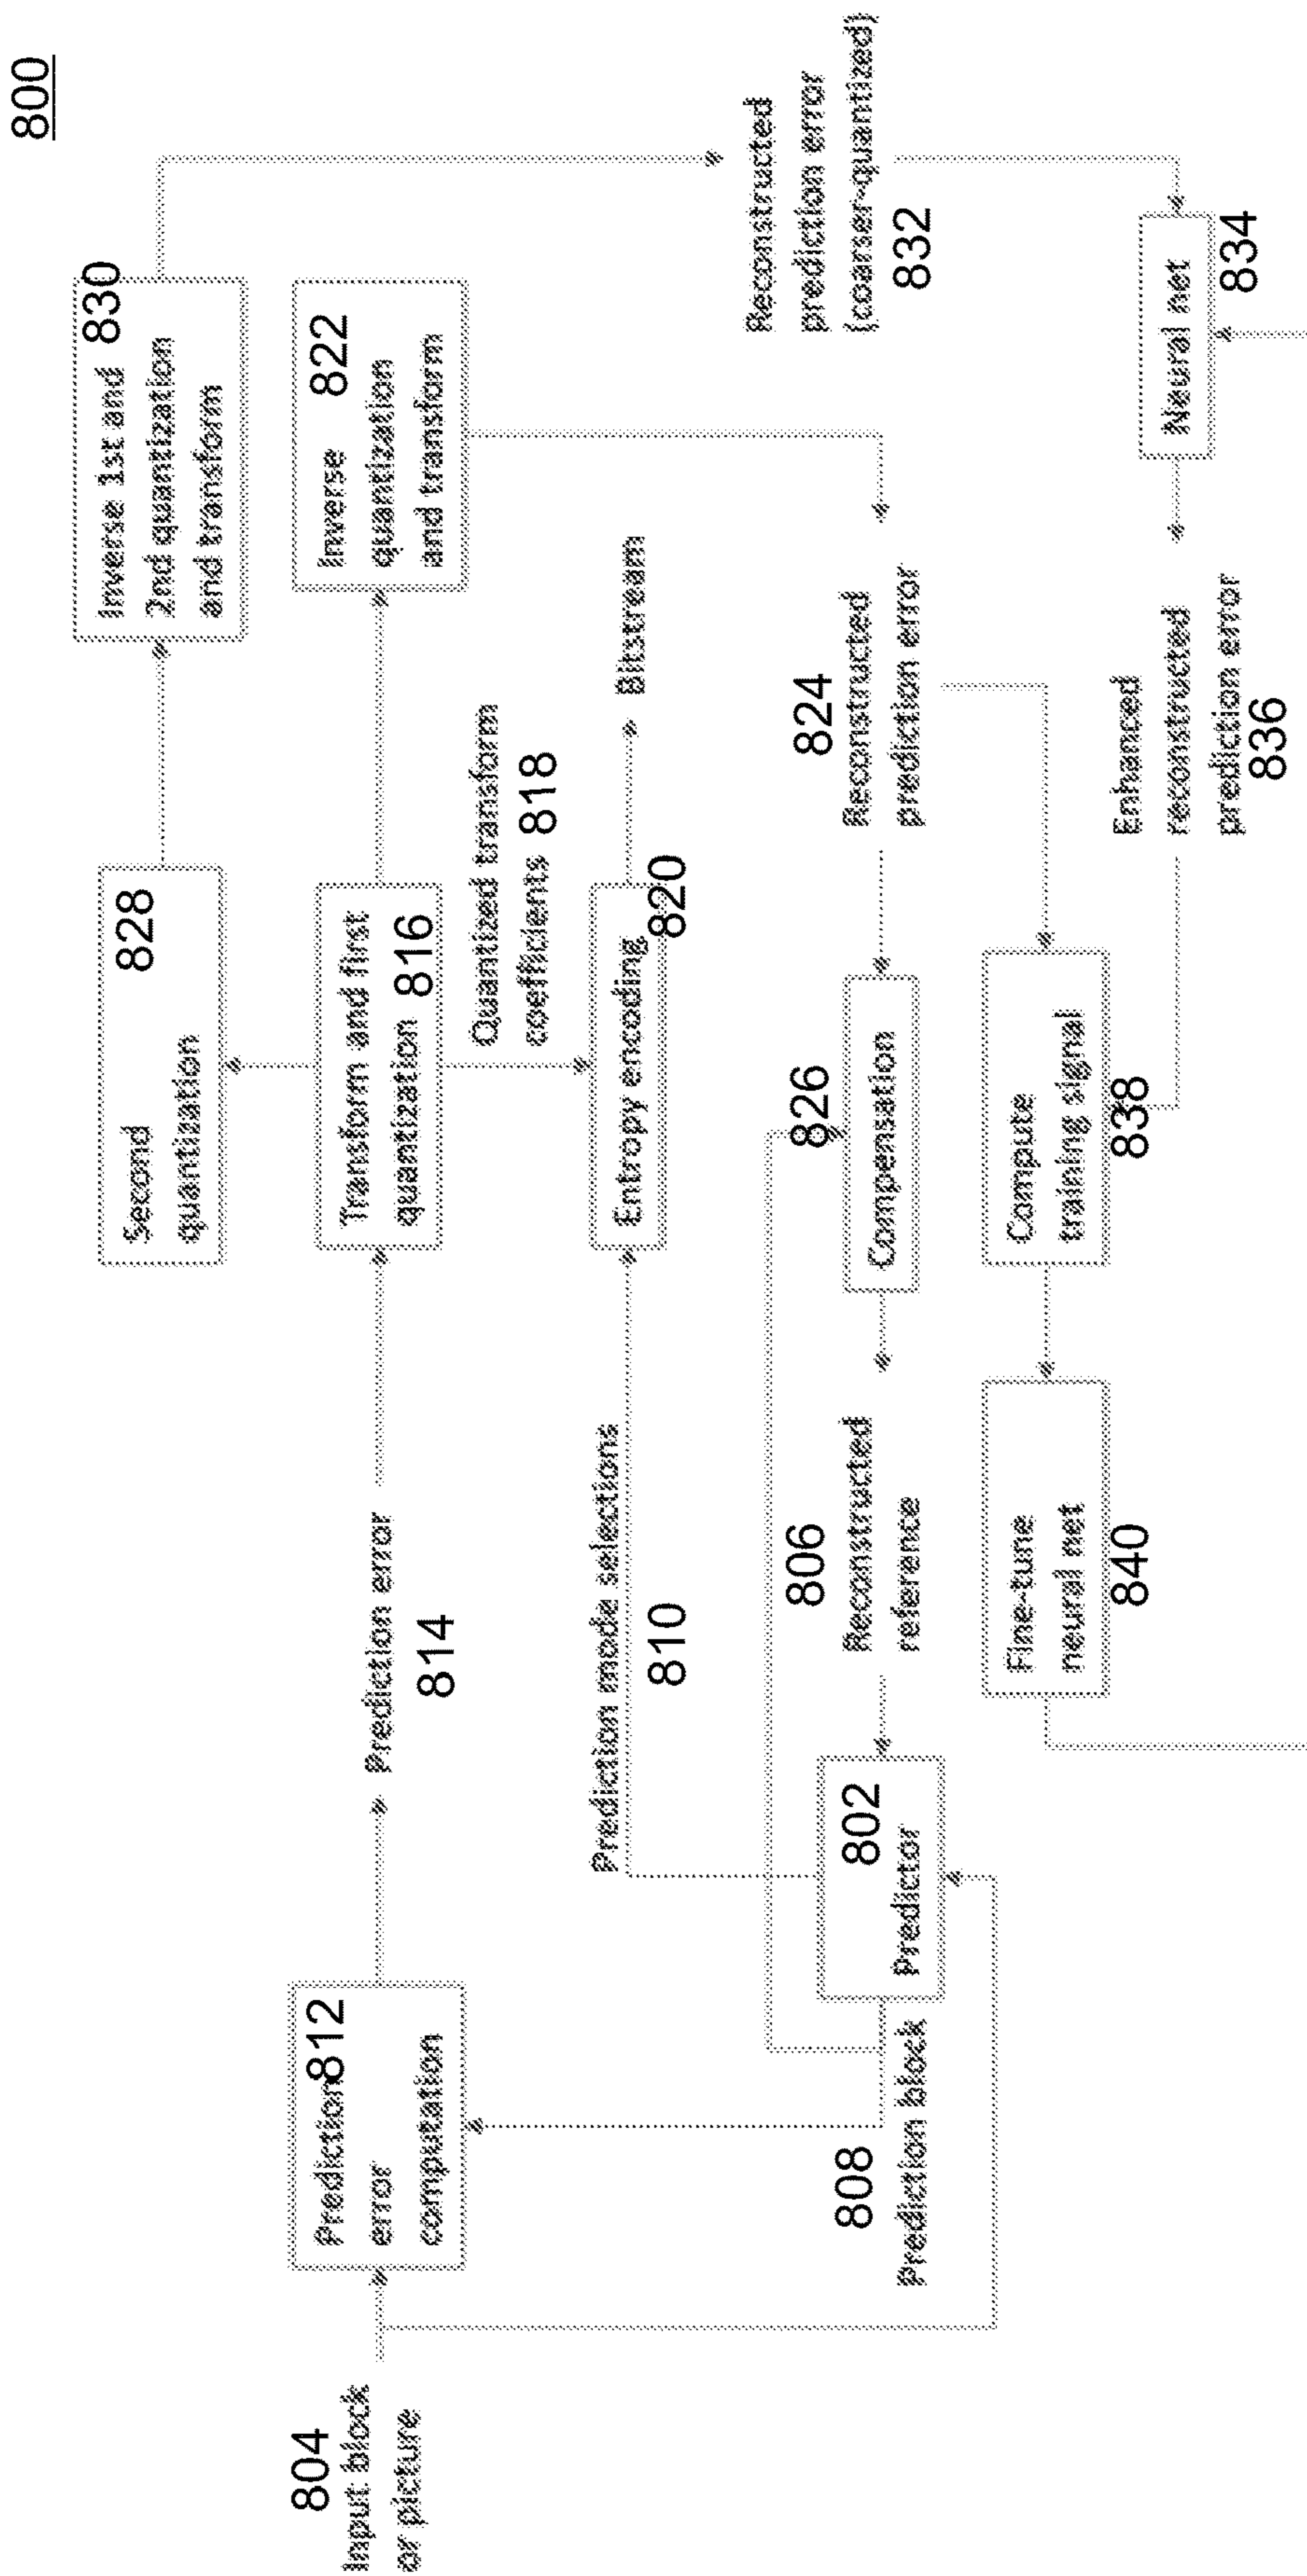 800
804
Input block
or picture
Prediction
812
error
computation
Prediction error
814
Second
828
quantization
Transform and first
quantization 816
Inverse 1st and
830
2nd quantization
and transform
Inverse
822
quantization
and transform
Quantized transform
coefficients 818
Prediction mode selections
810
Entropy encoding
820
Bitstream
808
Prediction block
802
Predictor
806
Reconstructed
reference
826
Compensation
824
Reconstructed
prediction error
Reconstructed
prediction error
(coarser-quantized)
832
Fine-tune
neural net
840
Compute
training signal
838
Enhanced
reconstructed
prediction error
836
Neural net
834